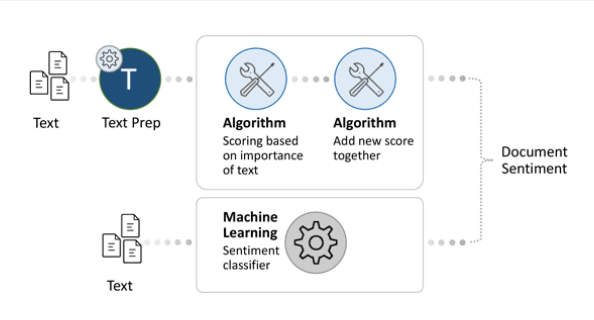 T
Text
Text Prep
Algorithm
Scoring based
on importance
of text
Algorithm
Add new score
together
Document
Sentiment
Machine
Learning
Sentiment
classifier
Text